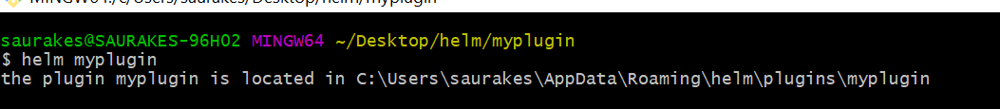 MINGW64:/c/Users/saurakes/Desktop/helm/myplugin
saurakes@SAURAKES-96H02 MINGW64 ~/Desktop/helm/myplugin
$ helm myplugin
the plugin myplugin is located in C:\Users\saurakes\AppData\Roaming\helm\plugins\myplugin